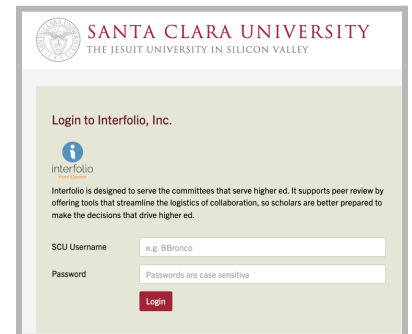 SANTA CLARA UNIVERSITY
THE JESUIT UNIVERSITY IN SILICON VALLEY
Login to Interfolio, Inc.
interfolio
from Elsevier
Interfolio is designed to serve the committees that serve higher ed. It supports peer review by
offering tools that streamline the logistics of collaboration, so scholars are better prepared to
make the decisions that drive higher ed.
SCU Username
e.g. BBronco
Password
Passwords are case sensitive
Login